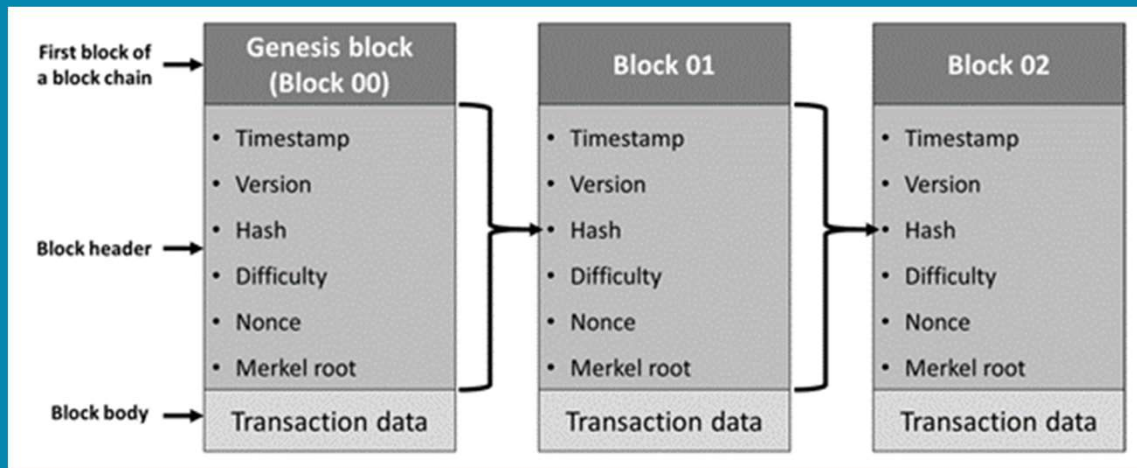 First block of
a block chain
Genesis block
(Block 00)
Block 01
Block 02
Block header
• Timestamp
• Version
• Hash
• Difficulty
• Nonce
• Merkel root
• Timestamp
• Version
• Hash
• Difficulty
• Nonce
• Merkel root
• Timestamp
• Version
• Hash
• Difficulty
• Nonce
• Merkel root
Block body
Transaction data
Transaction data
Transaction data